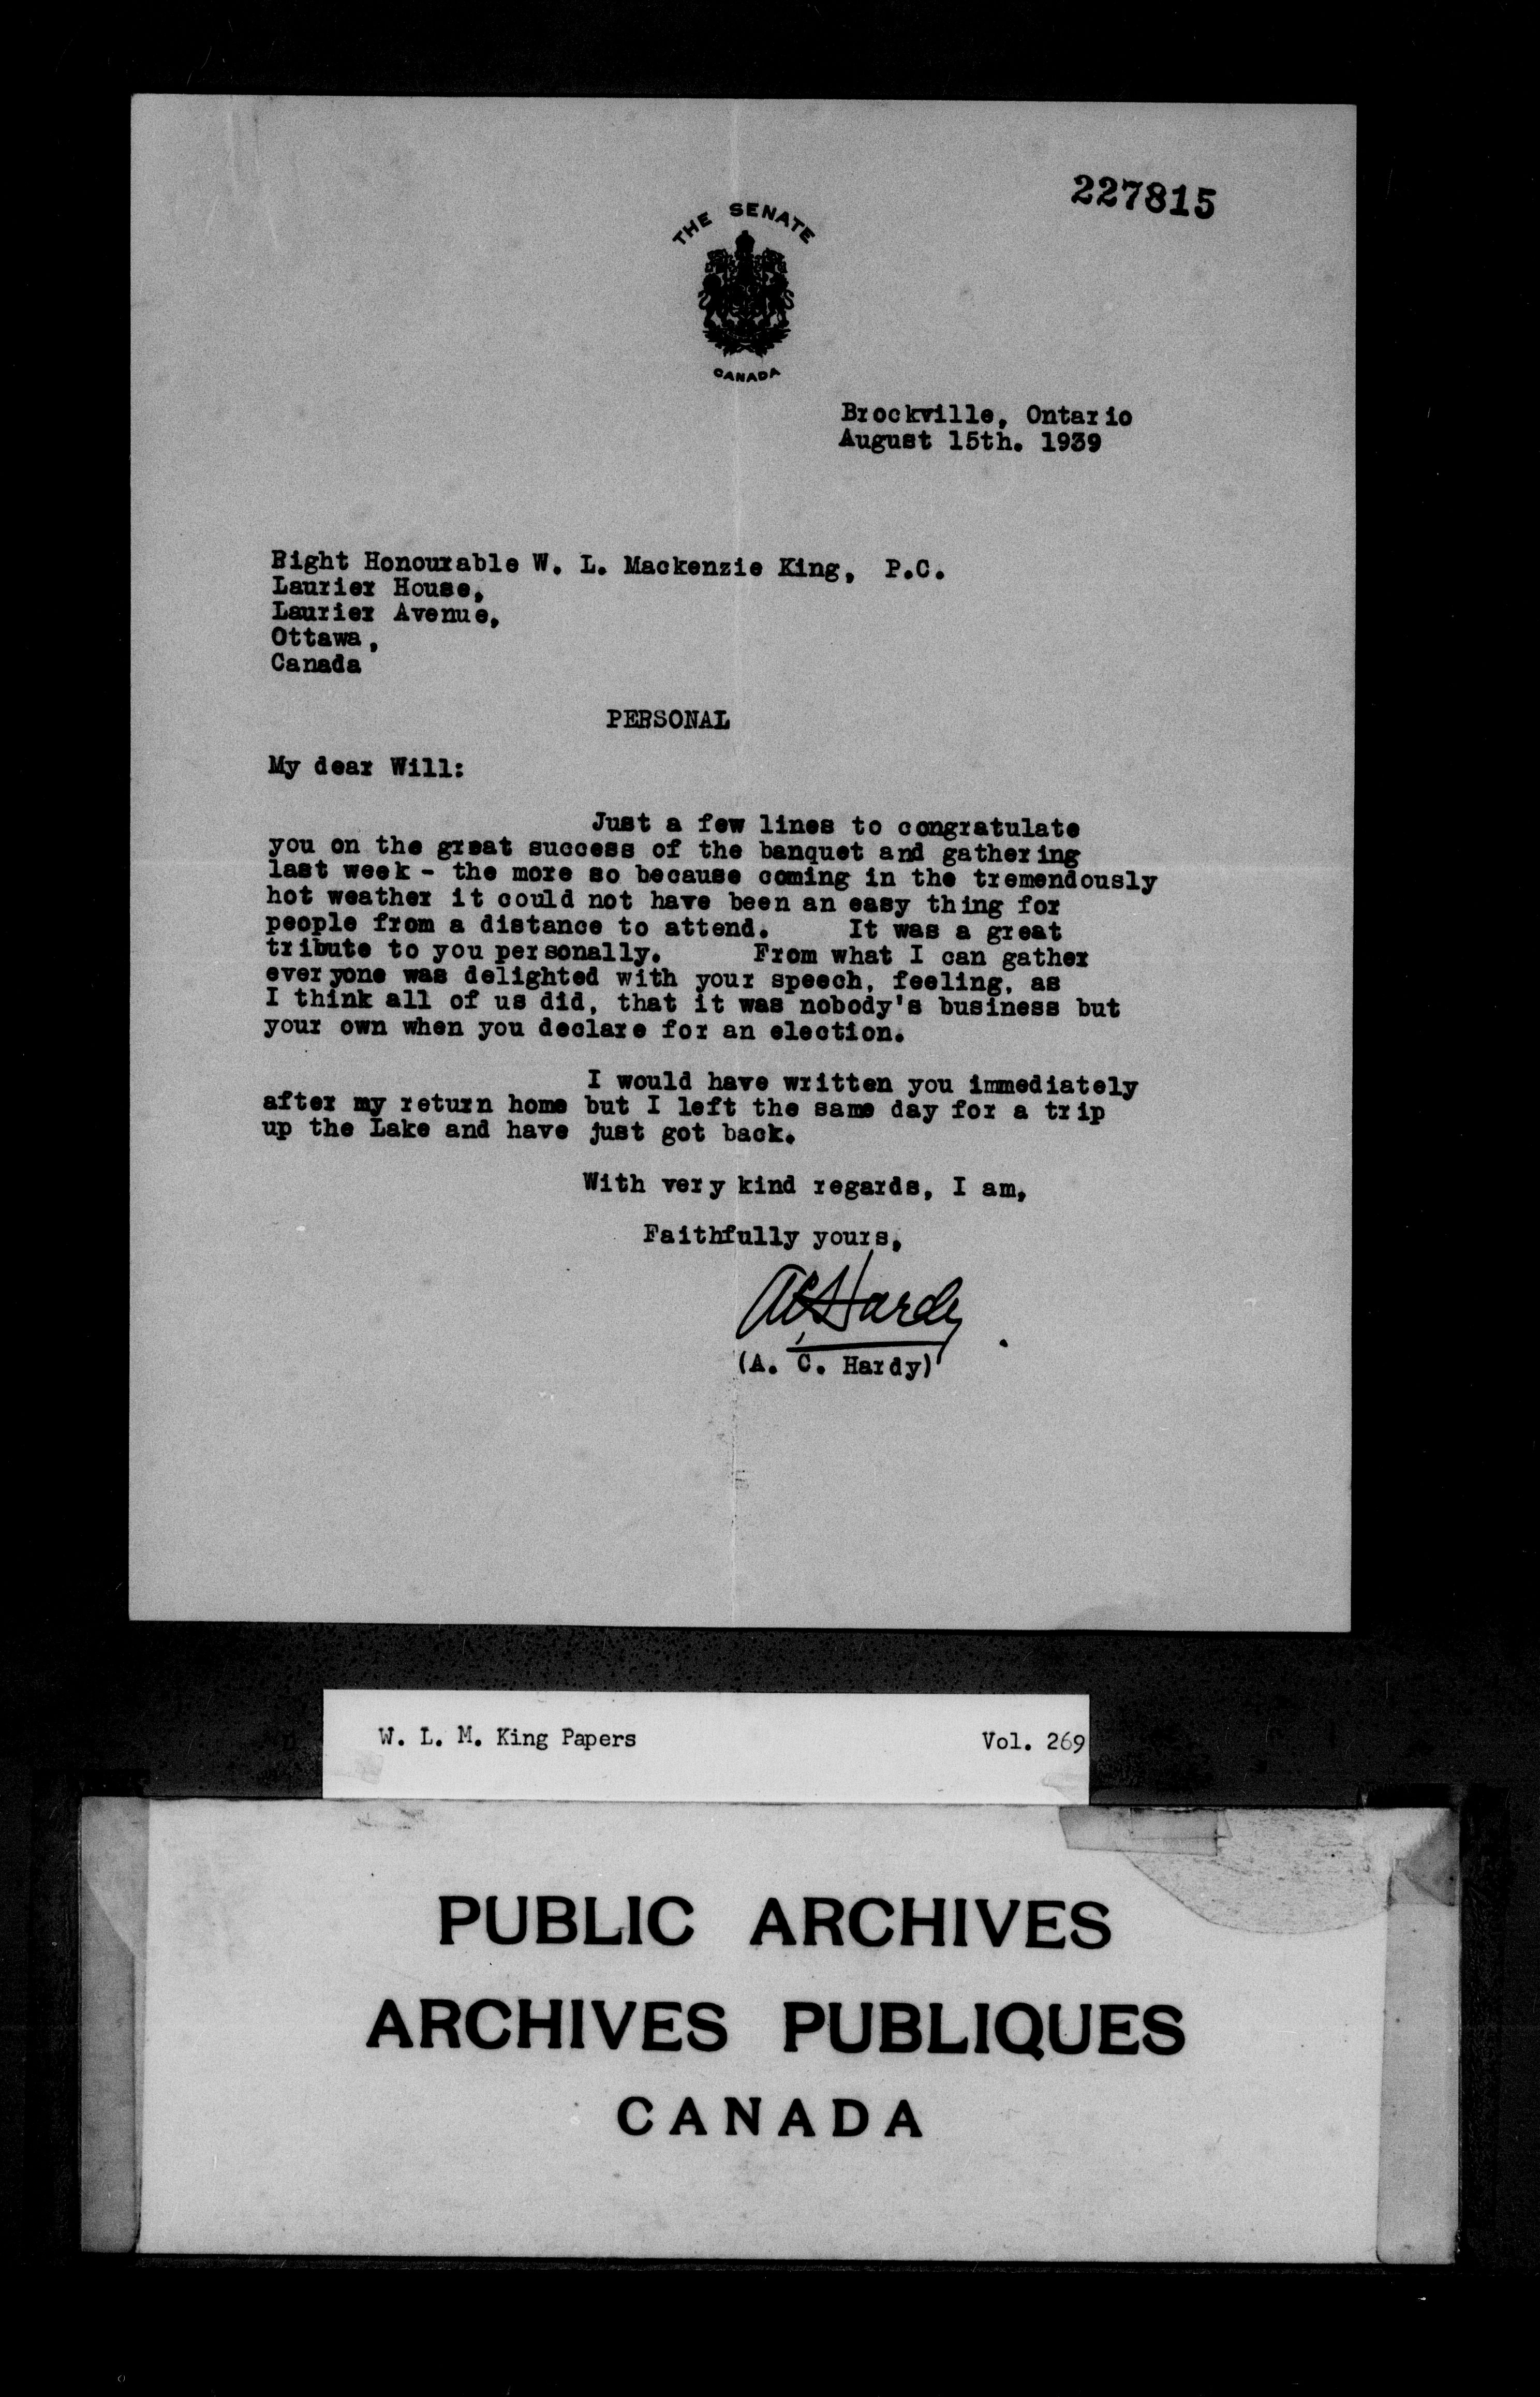 227815
THE SENATE
CANADA
Brockville, Ontario
August 15th. 1939
Right Honourable W. L. Mackenzie King, P.C.
Laurier House,
Laurier Avenue,
Ottawa,
Canada
PERSONAL
My dear Will:
Just a few lines to congratulate
you on the great success of the banquet and gathering
last week - the more so because coming in the tremendously
hot weather it could not have been an easy thing for
people from a distance to attend. It was a great
tribute to you personally. From what I can gather
everyone was delighted with your speech, feeling, as
I think all of us did, that it was nobody's business but
your own when you declare for an election.
I would have written you immediately
after my return home but I left the same day for a trip
up the Lake and have just got back.
With very kind regards, I am,
Faithfully yours,
AC Hardy
(A. C. Hardy)
W. L. M. King Papers Vol. 269
PUBLIC ARCHIVES
ARCHIVES PUBLIQUES
CANADA